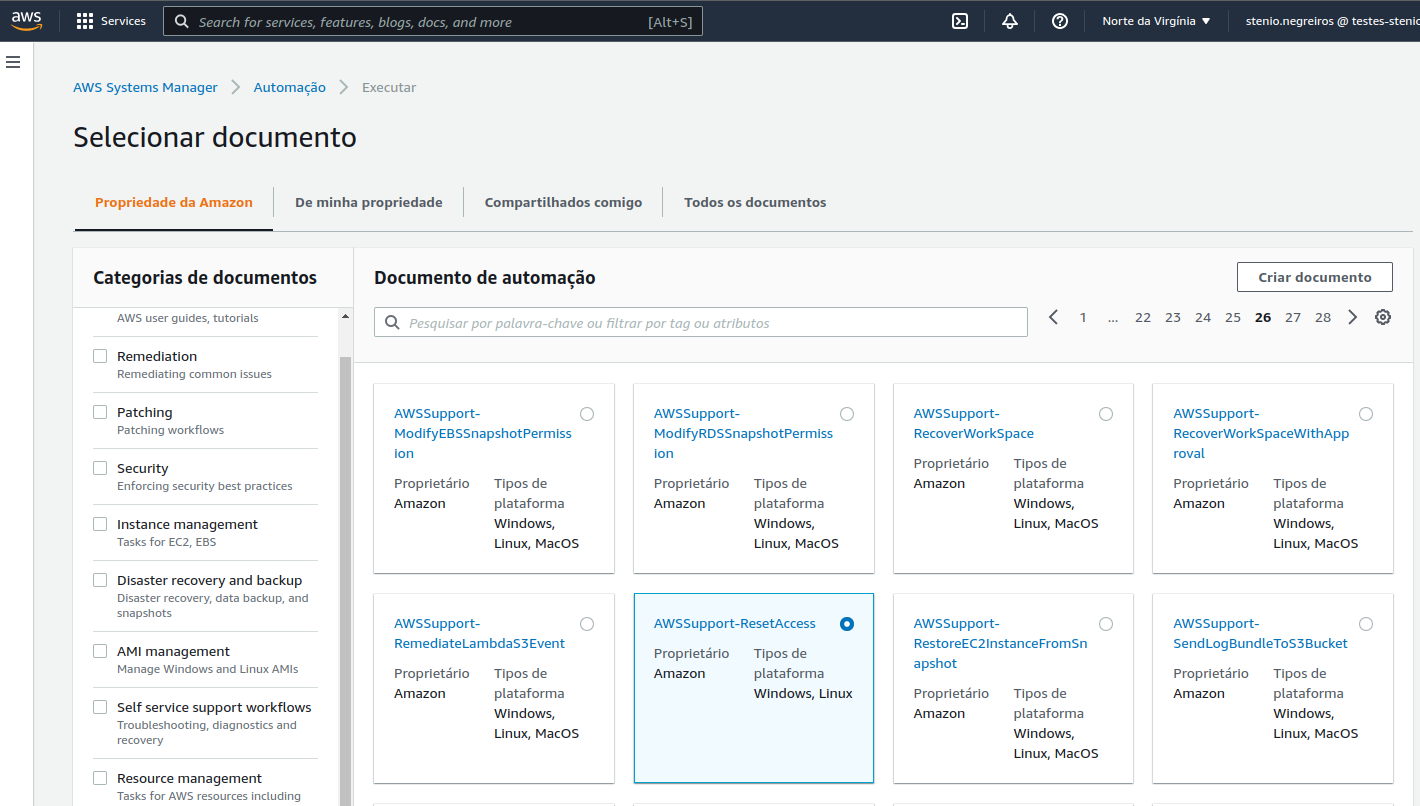 aws
Services
Search for services, features, blogs, docs, and more
[Alt+S]
Norte da Virgínia
stenio.negreiros @ testes-stenio
AWS Systems Manager
Automação
Executar
Selecionar documento
Propriedade da Amazon
De minha propriedade
Compartilhados comigo
Todos os documentos
Categorias de documentos
AWS user guides, tutorials
Remediation
Remediating common issues
Patching
Patching workflows
Security
Enforcing security best practices
Instance management
Tasks for EC2, EBS
Disaster recovery and backup
Disaster recovery, data backup, and
snapshots
AMI management
Manage Windows and Linux AMIs
Self service support workflows
Troubleshooting, diagnostics and
recovery
Resource management
Tasks for AWS resources including
Documento de automação
Criar documento
Pesquisar por palavra-chave ou filtrar por tag ou atributos
1 ... 22 23 24 25 26 27 28
AWSSupport-
ModifyEBSSnapshotPermiss
ion
Proprietário
Amazon
Tipos de
plataforma
Windows,
Linux, MacOS
AWSSupport-
ModifyRDSSnapshotPermiss
ion
Proprietário
Amazon
Tipos de
plataforma
Windows,
Linux, MacOS
AWSSupport-
RecoverWorkSpace
Proprietário
Amazon
Tipos de
plataforma
Windows,
Linux, MacOS
AWSSupport-
RecoverWorkSpaceWithApp
roval
Proprietário
Amazon
Tipos de
plataforma
Windows,
Linux, MacOS
AWSSupport-
RemediateLambdaS3Event
Proprietário
Amazon
Tipos de
plataforma
Windows,
Linux, MacOS
AWSSupport-ResetAccess
Proprietário
Amazon
Tipos de
plataforma
Windows, Linux
AWSSupport-
RestoreEC2InstanceFromSn
apshot
Proprietário
Amazon
Tipos de
plataforma
Windows,
Linux, MacOS
AWSSupport-
SendLogBundleToS3Bucket
Proprietário
Amazon
Tipos de
plataforma
Windows,
Linux, MacOS